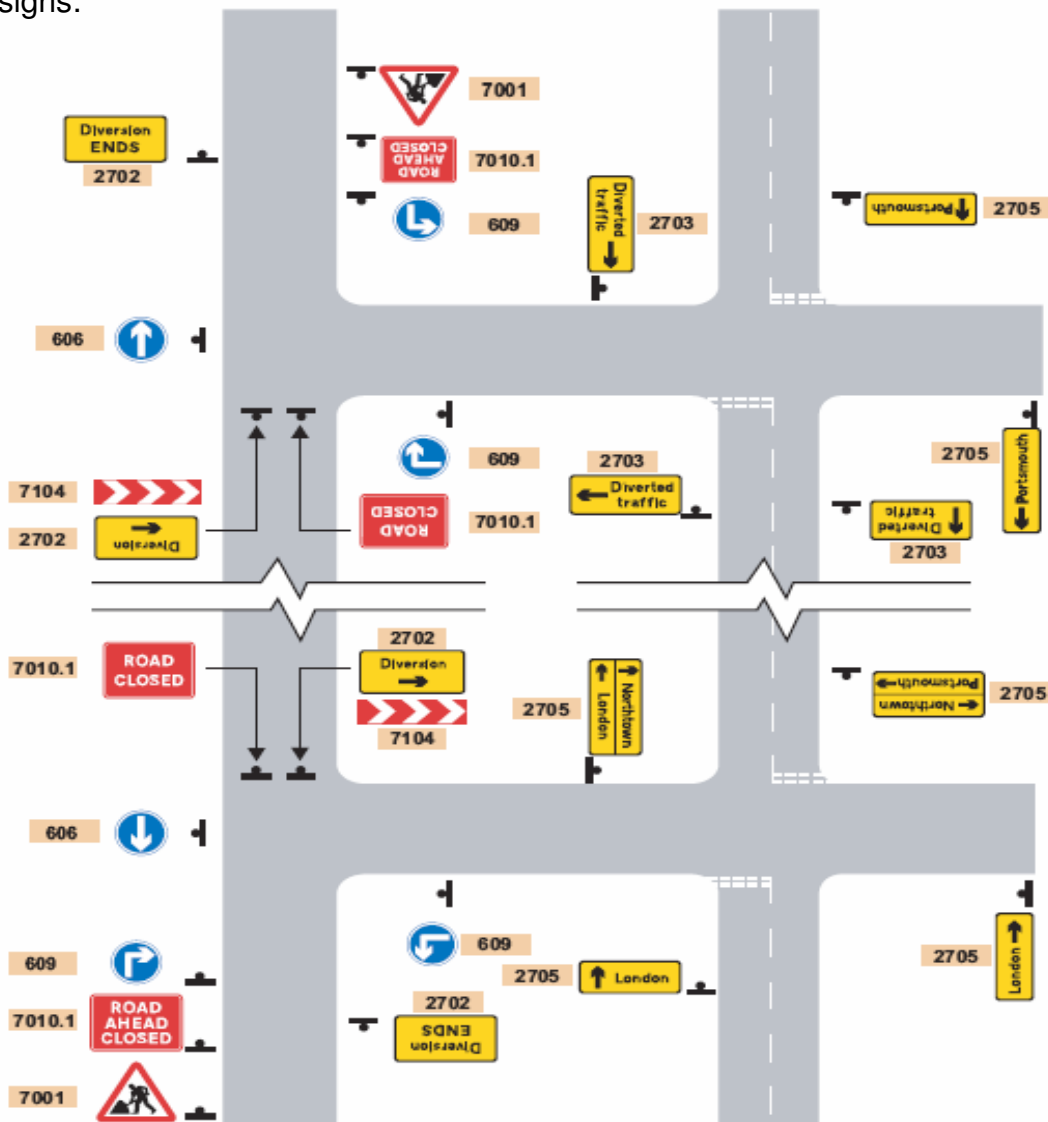 signs.
7001
Diversion
ENDS
2702
ROAD
AHEAD
CLOSED
7010.1
609
Diverted
traffic
2703
Portsmouth
2705
606
609
2703
Diverted
traffic
2705
Portsmouth
7104
2702
Diversion
ROAD
CLOSED
7010.1
Diverted
traffic
2703
7010.1
ROAD
CLOSED
2702
Diversion
7104
2705
London
Northtown
Northtown
Portsmouth
2705
606
609
609
2705
London
2705
London
7010.1
ROAD
AHEAD
CLOSED
2702
Diversion
ENDS
7001